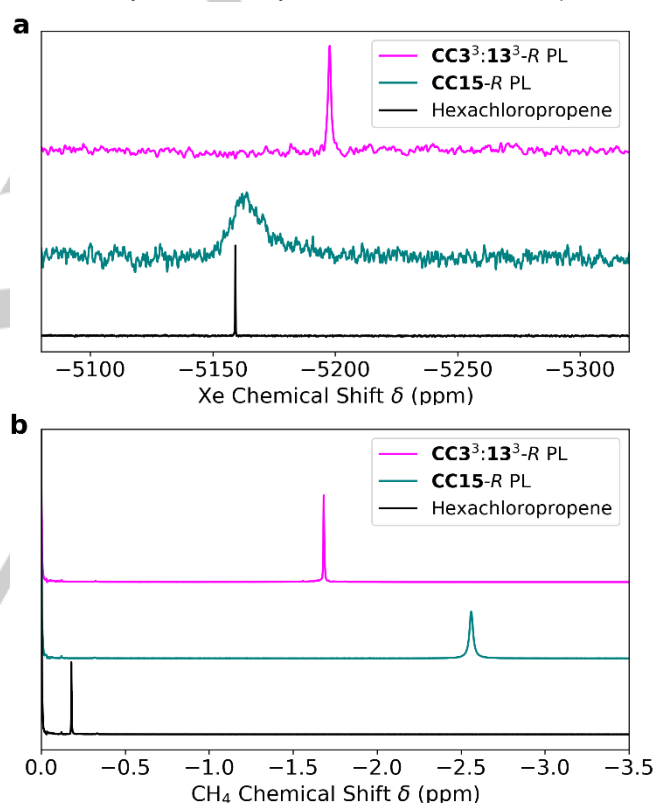 a
CC3³:13³-R PL
CC15-R PL
Hexachloropropene
−5100 −5150 −5200 −5250 −5300
Xe Chemical Shift δ (ppm)
b
CC3³:13³-R PL
CC15-R PL
Hexachloropropene
0.0 −0.5 −1.0 −1.5 −2.0 −2.5 −3.0 −3.5
CH₄ Chemical Shift δ (ppm)